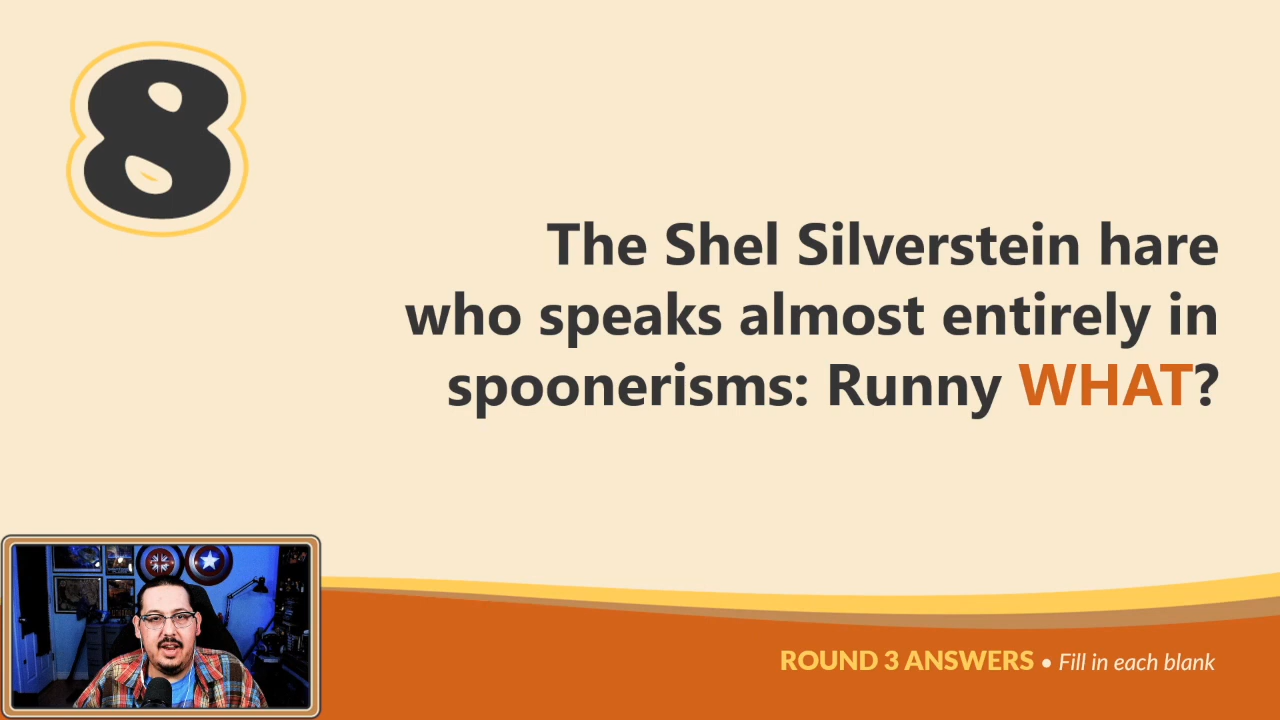 8
The Shel Silverstein hare
who speaks almost entirely in
spoonerisms: Runny WHAT?
ROUND 3 ANSWERS • Fill in each blank